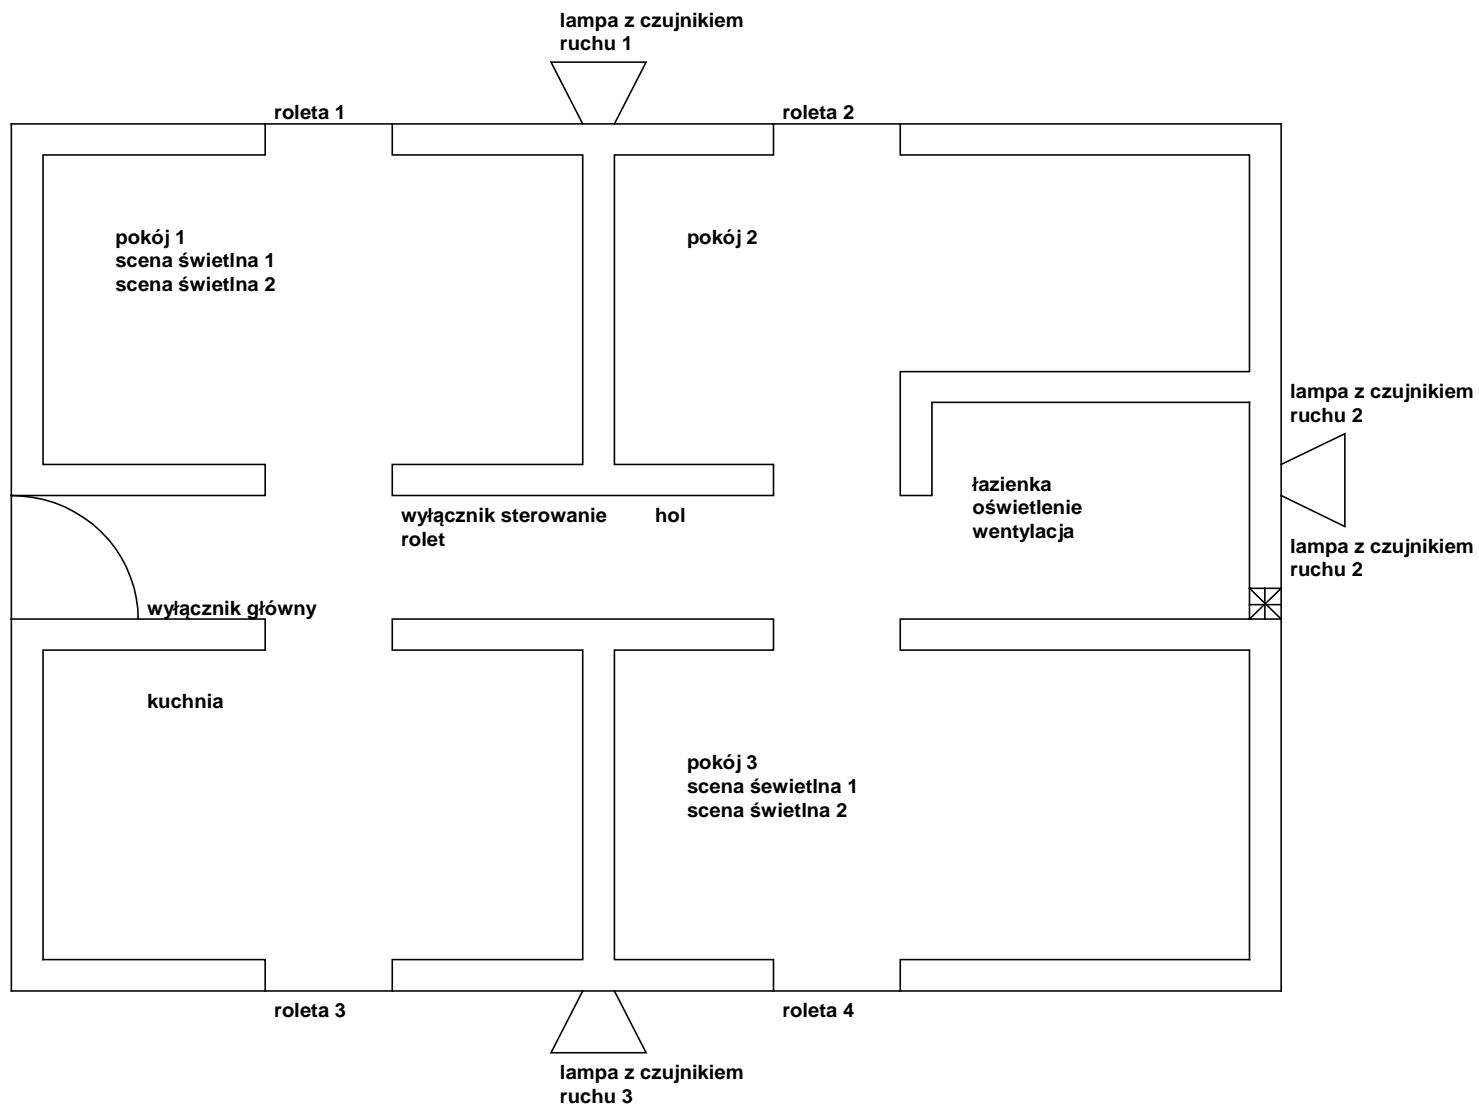 lampa z czujnikiem
ruchu 1
roleta 1
roleta 2
pokój 1
scena świetlna 1
scena świetlna 2
pokój 2
lampa z czujnikiem
ruchu 2
łazienka
oświetlenie
wentylacja
wyłącznik sterowanie
rolet
hol
lampa z czujnikiem
ruchu 2
wyłącznik główny
kuchnia
pokój 3
scena śewietlna 1
scena świetlna 2
roleta 3
roleta 4
lampa z czujnikiem
ruchu 3